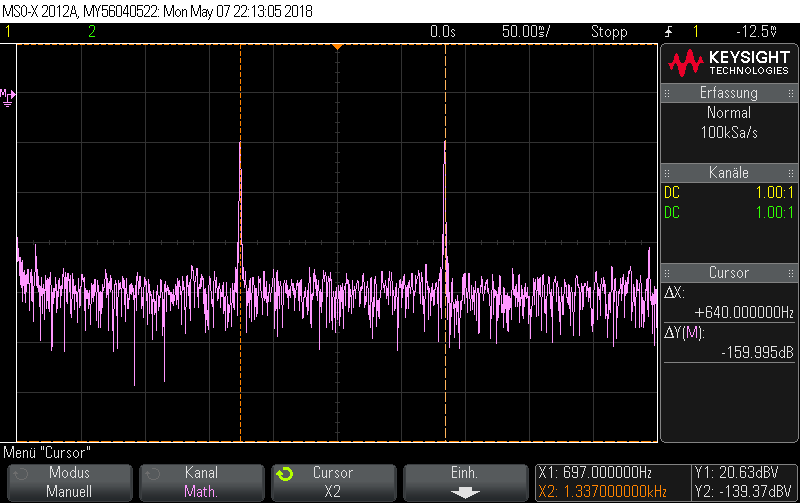 MSO-X 2012A, MY56040522: Mon May 07 22:13:05 2018
1 2 0.0s 50.00ms/ Stopp 1 -12.5V
M
KEYSIGHT
TECHNOLOGIES
Erfassung
Normal
100kSa/s
Kanäle
DC 1.00:1
DC 1.00:1
Cursor
ΔX:
+640.000000Hz
ΔY(M):
-159.995dB
Menü "Cursor"
Modus
Manuell
Kanal
Math.
Cursor
X2
Einh.
X1: 697.000000Hz
X2: 1.337000000kHz
Y1: 20.63dBV
Y2: -139.37dBV